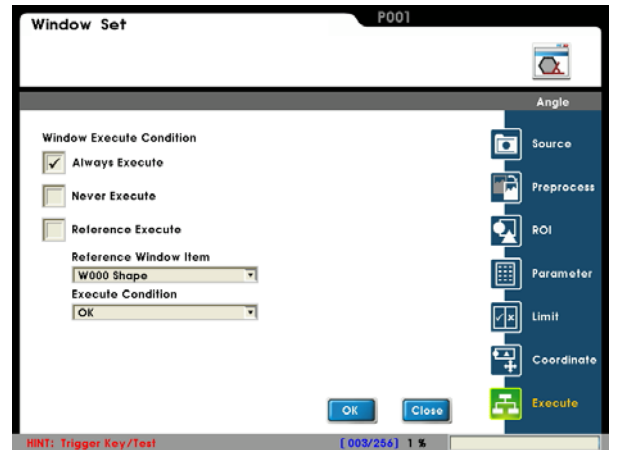 Window Set
P001
Angle
Window Execute Condition
Always Execute
Never Execute
Reference Execute
Reference Window Item
W000 Shape
Execute Condition
OK
Source
Preprocess
ROI
Parameter
Limit
Coordinate
Execute
OK
Close
HINT: Trigger Key/Test
[003/256] 1 %